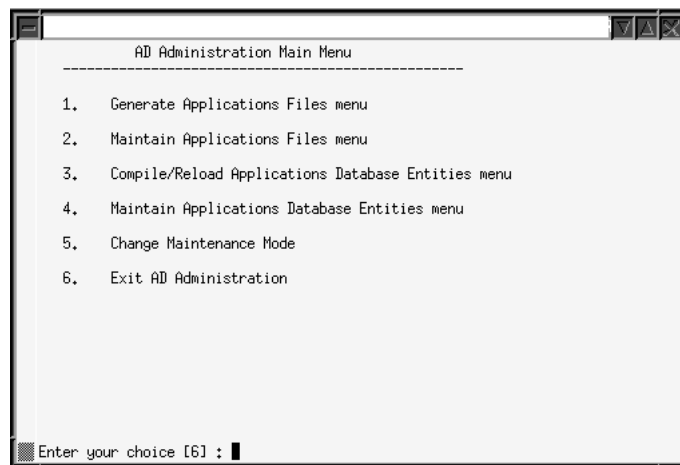 AD Administration Main Menu
--------------------------------------------------
1. Generate Applications Files menu
2. Maintain Applications Files menu
3. Compile/Reload Applications Database Entities menu
4. Maintain Applications Database Entities menu
5. Change Maintenance Mode
6. Exit AD Administration
Enter your choice [6] :